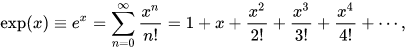 exp(x) ≡ e^x = ∑_{n=0}^{∞} x^n/n! = 1 + x + x^2/2! + x^3/3! + x^4/4! + ⋯,